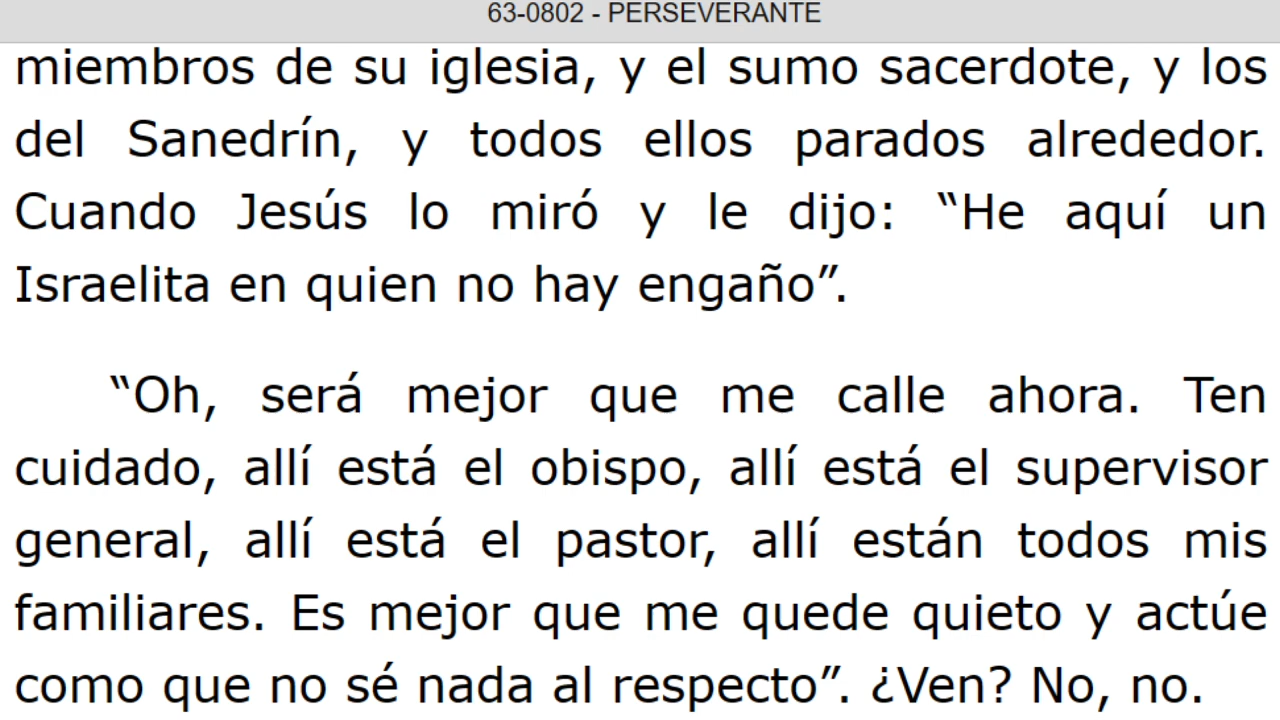 63-0802 - PERSEVERANTE
miembros de su iglesia, y el sumo sacerdote, y los
del Sanedrín, y todos ellos parados alrededor.
Cuando Jesús lo miró y le dijo: “He aquí un
Israelita en quien no hay engaño”.
“Oh, será mejor que me calle ahora. Ten
cuidado, allí está el obispo, allí está el supervisor
general, allí está el pastor, allí están todos mis
familiares. Es mejor que me quede quieto y actúe
como que no sé nada al respecto”. ¿Ven? No, no.